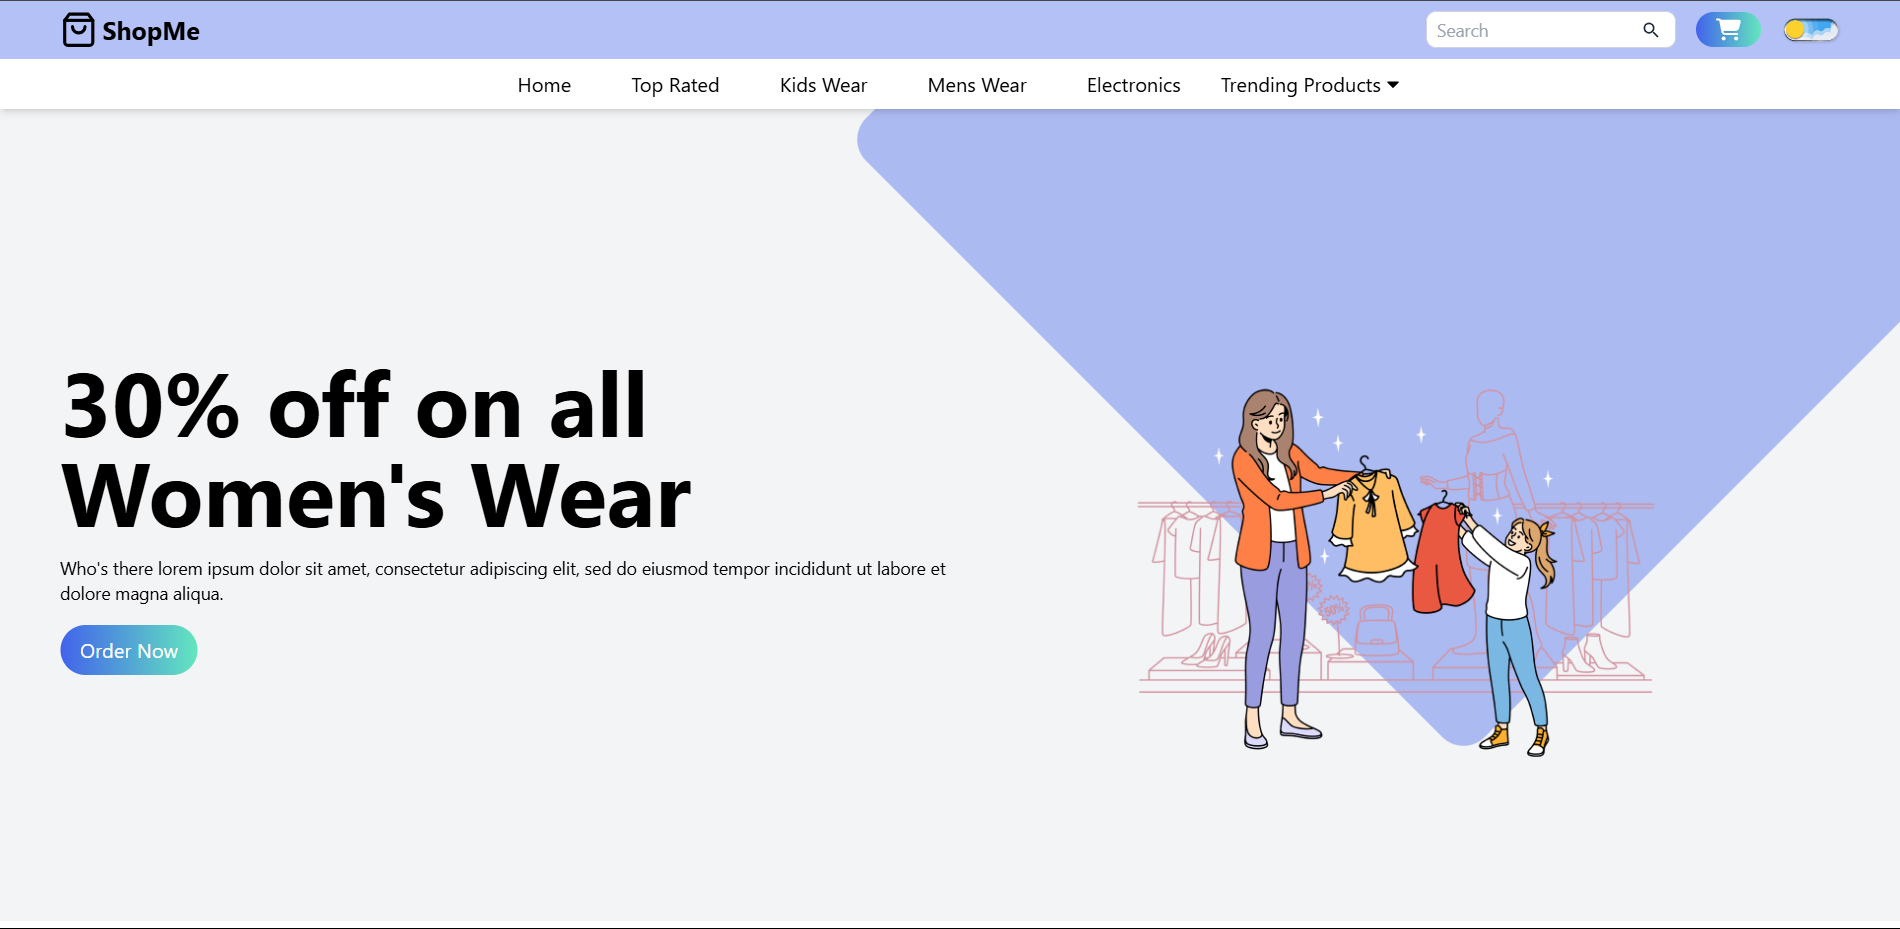 ShopMe
Search
Home Top Rated Kids Wear Mens Wear Electronics Trending Products
30% off on all
Women's Wear
Who's there lorem ipsum dolor sit amet, consectetur adipiscing elit, sed do eiusmod tempor incididunt ut labore et
dolore magna aliqua.
Order Now
50%